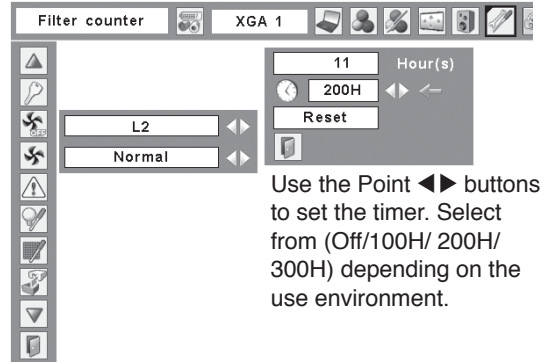 Filter counter
XGA 1
11 Hour(s)
200H
Reset
L2
Normal
OFF
Use the Point ◀▶ buttons
to set the timer. Select
from (Off/100H/ 200H/
300H) depending on the
use environment.